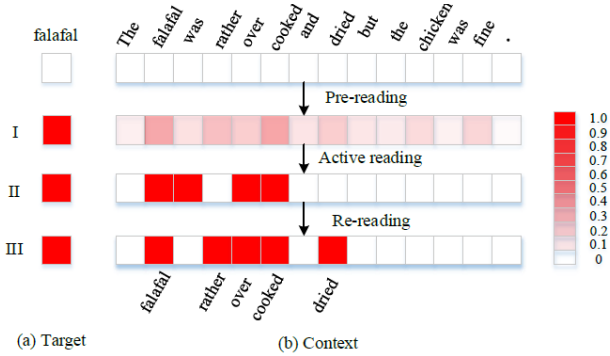 falafal
The falafal was rather over cooked and dried but the chicken was fine .
Pre-reading
I
Active reading
II
Re-reading
III
falafal rather over cooked dried
1.0
0.9
0.8
0.7
0.6
0.5
0.4
0.3
0.2
0.1
0
(a) Target
(b) Context